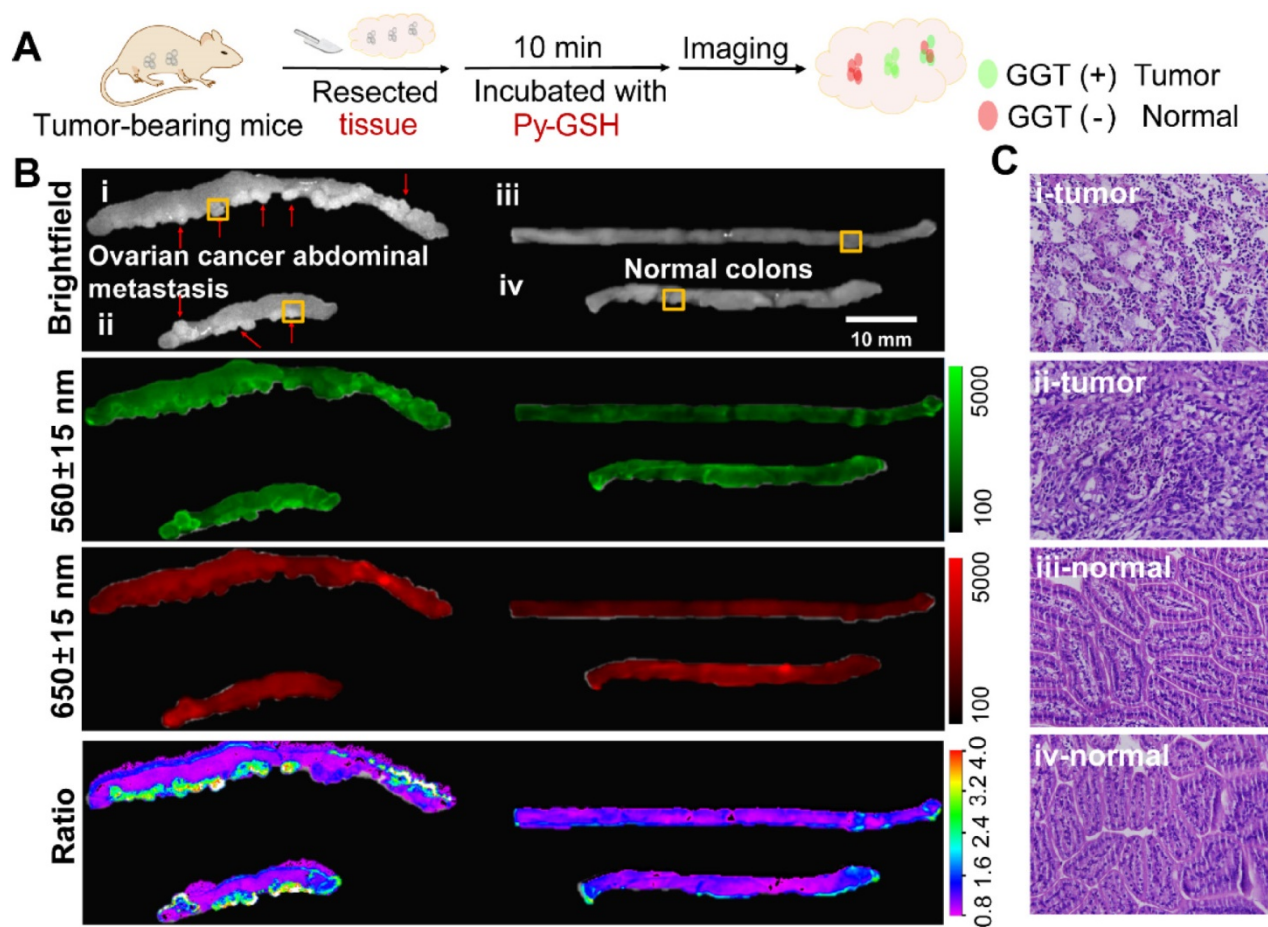 A
Tumor-bearing mice
Resected
tissue
10 min
Incubated with
Py-GSH
Imaging
GGT (+) Tumor
GGT (-) Normal
B
Brightfield
i
Ovarian cancer abdominal
metastasis
ii
iii
Normal colons
iv
10 mm
560±15 nm
5000
100
650±15 nm
5000
100
Ratio
4.0
3.2
2.4
1.6
0.8
C
i-tumor
ii-tumor
iii-normal
iv-normal